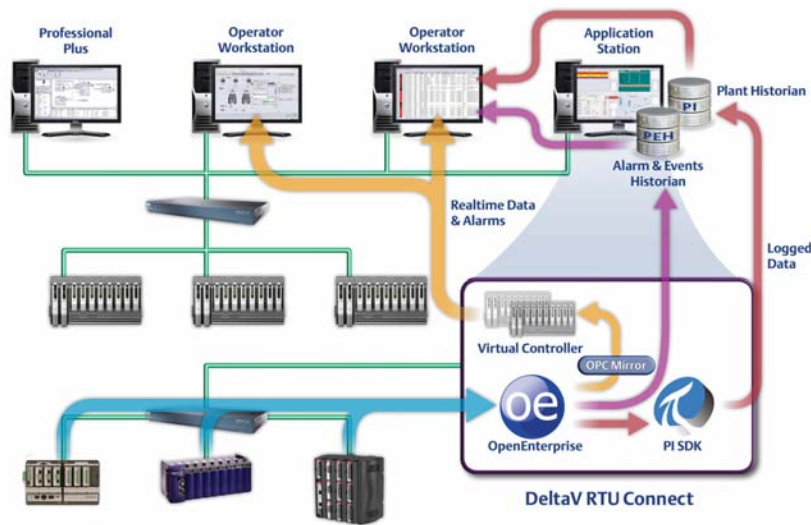 Professional
Plus
Operator
Workstation
Operator
Workstation
Application
Station
PI
Plant Historian
PEH
Alarm & Events
Historian
Realtime Data
& Alarms
Logged
Data
Virtual Controller
OPC Mirror
oe
OpenEnterprise
PI SDK
DeltaV RTU Connect